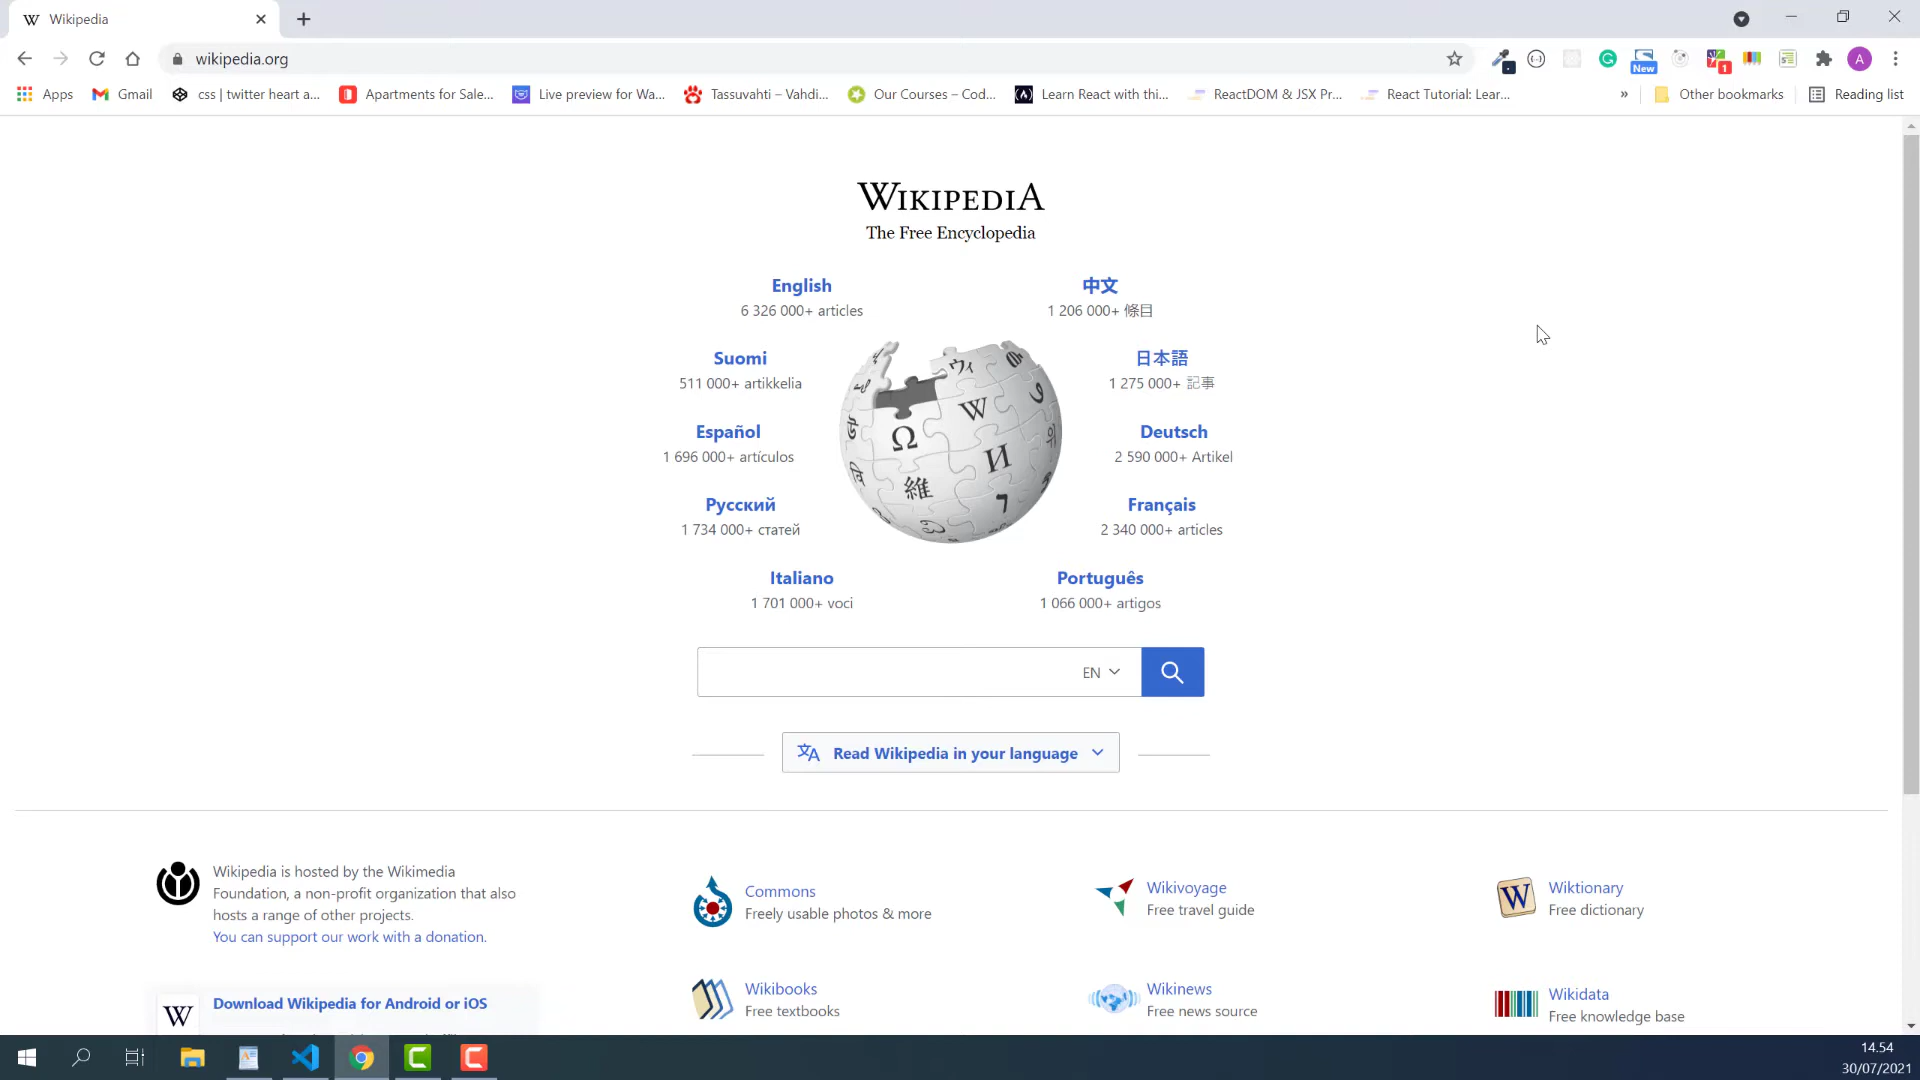 Wikipedia
wikipedia.org
New
1
A
Apps
Gmail
css | twitter heart a...
Apartments for Sale...
Live preview for Wa...
Tassuvahti – Vahdi...
Our Courses – Cod...
Learn React with thi...
ReactDOM & JSX Pr...
React Tutorial: Lear...
»
Other bookmarks
Reading list
WIKIPEDIA
The Free Encyclopedia
English
6 326 000+ articles
中文
1 206 000+ 條目
Suomi
511 000+ artikkelia
日本語
1 275 000+ 記事
Español
1 696 000+ artículos
Deutsch
2 590 000+ Artikel
Русский
1 734 000+ статей
Français
2 340 000+ articles
Italiano
1 701 000+ voci
Português
1 066 000+ artigos
Ω
W
И
維
EN
Read Wikipedia in your language
Wikipedia is hosted by the Wikimedia
Foundation, a non-profit organization that also
hosts a range of other projects.
You can support our work with a donation.
W
Download Wikipedia for Android or iOS
Commons
Freely usable photos & more
Wikivoyage
Free travel guide
W
Wiktionary
Free dictionary
Wikibooks
Free textbooks
Wikinews
Free news source
Wikidata
Free knowledge base
14.54
30/07/2021